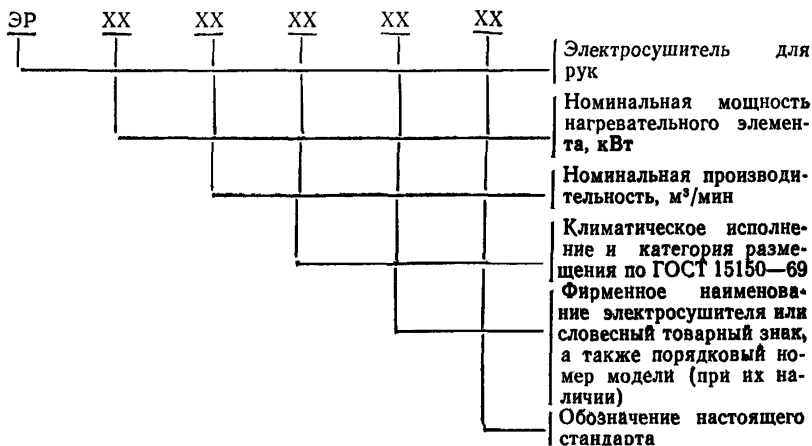 ЭР XX XX XX XX XX
Электросушитель для
рук
Номинальная мощность
нагревательного элемен-
та, кВт
Номинальная производи-
тельность, м³/мин
Климатическое исполне-
ние и категория разме-
щения по ГОСТ 15150—69
Фирменное наименова-
ние электросушителя или
словесный товарный знак,
а также порядковый но-
мер модели (при их на-
личии)
Обозначение настоящего
стандарта